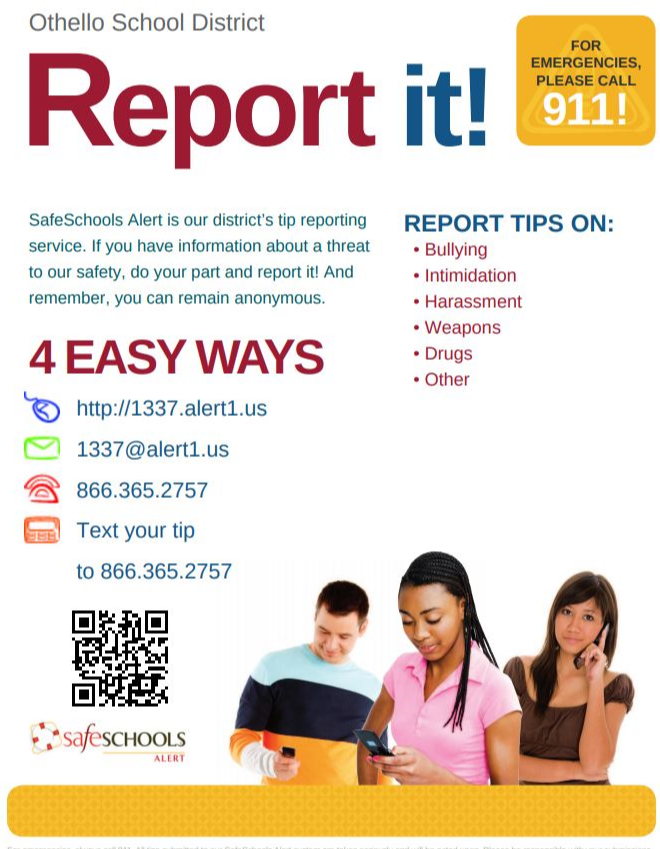 Othello School District
Report it!
FOR
EMERGENCIES,
PLEASE CALL
911!
SafeSchools Alert is our district's tip reporting
service. If you have information about a threat
to our safety, do your part and report it! And
remember, you can remain anonymous.
REPORT TIPS ON:
• Bullying
• Intimidation
• Harassment
• Weapons
• Drugs
• Other
4 EASY WAYS
http://1337.alert1.us
1337@alert1.us
866.365.2757
Text your tip
to 866.365.2757
safeSCHOOLS
ALERT